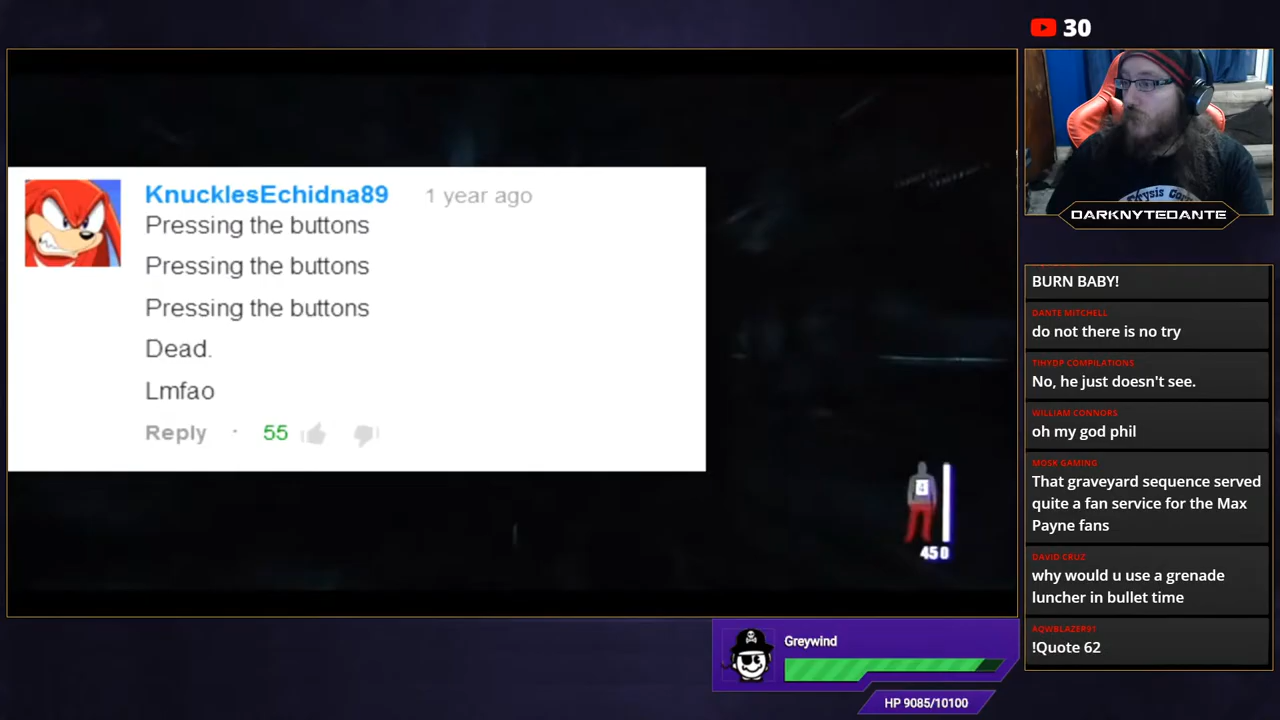 30
KnucklesEchidna89 1 year ago
Pressing the buttons
Pressing the buttons
Pressing the buttons
Dead.
Lmfao
Reply · 55
4
450
DARKNYTEDANTE
BURN BABY!
DANTE MITCHELL
do not there is no try
TIHYDP COMPILATIONS
No, he just doesn't see.
WILLIAM CONNORS
oh my god phil
MOSK GAMING
That graveyard sequence served
quite a fan service for the Max
Payne fans
DAVID CRUZ
why would u use a grenade
luncher in bullet time
AQWBLAZER91
!Quote 62
Greywind
HP 9085/10100